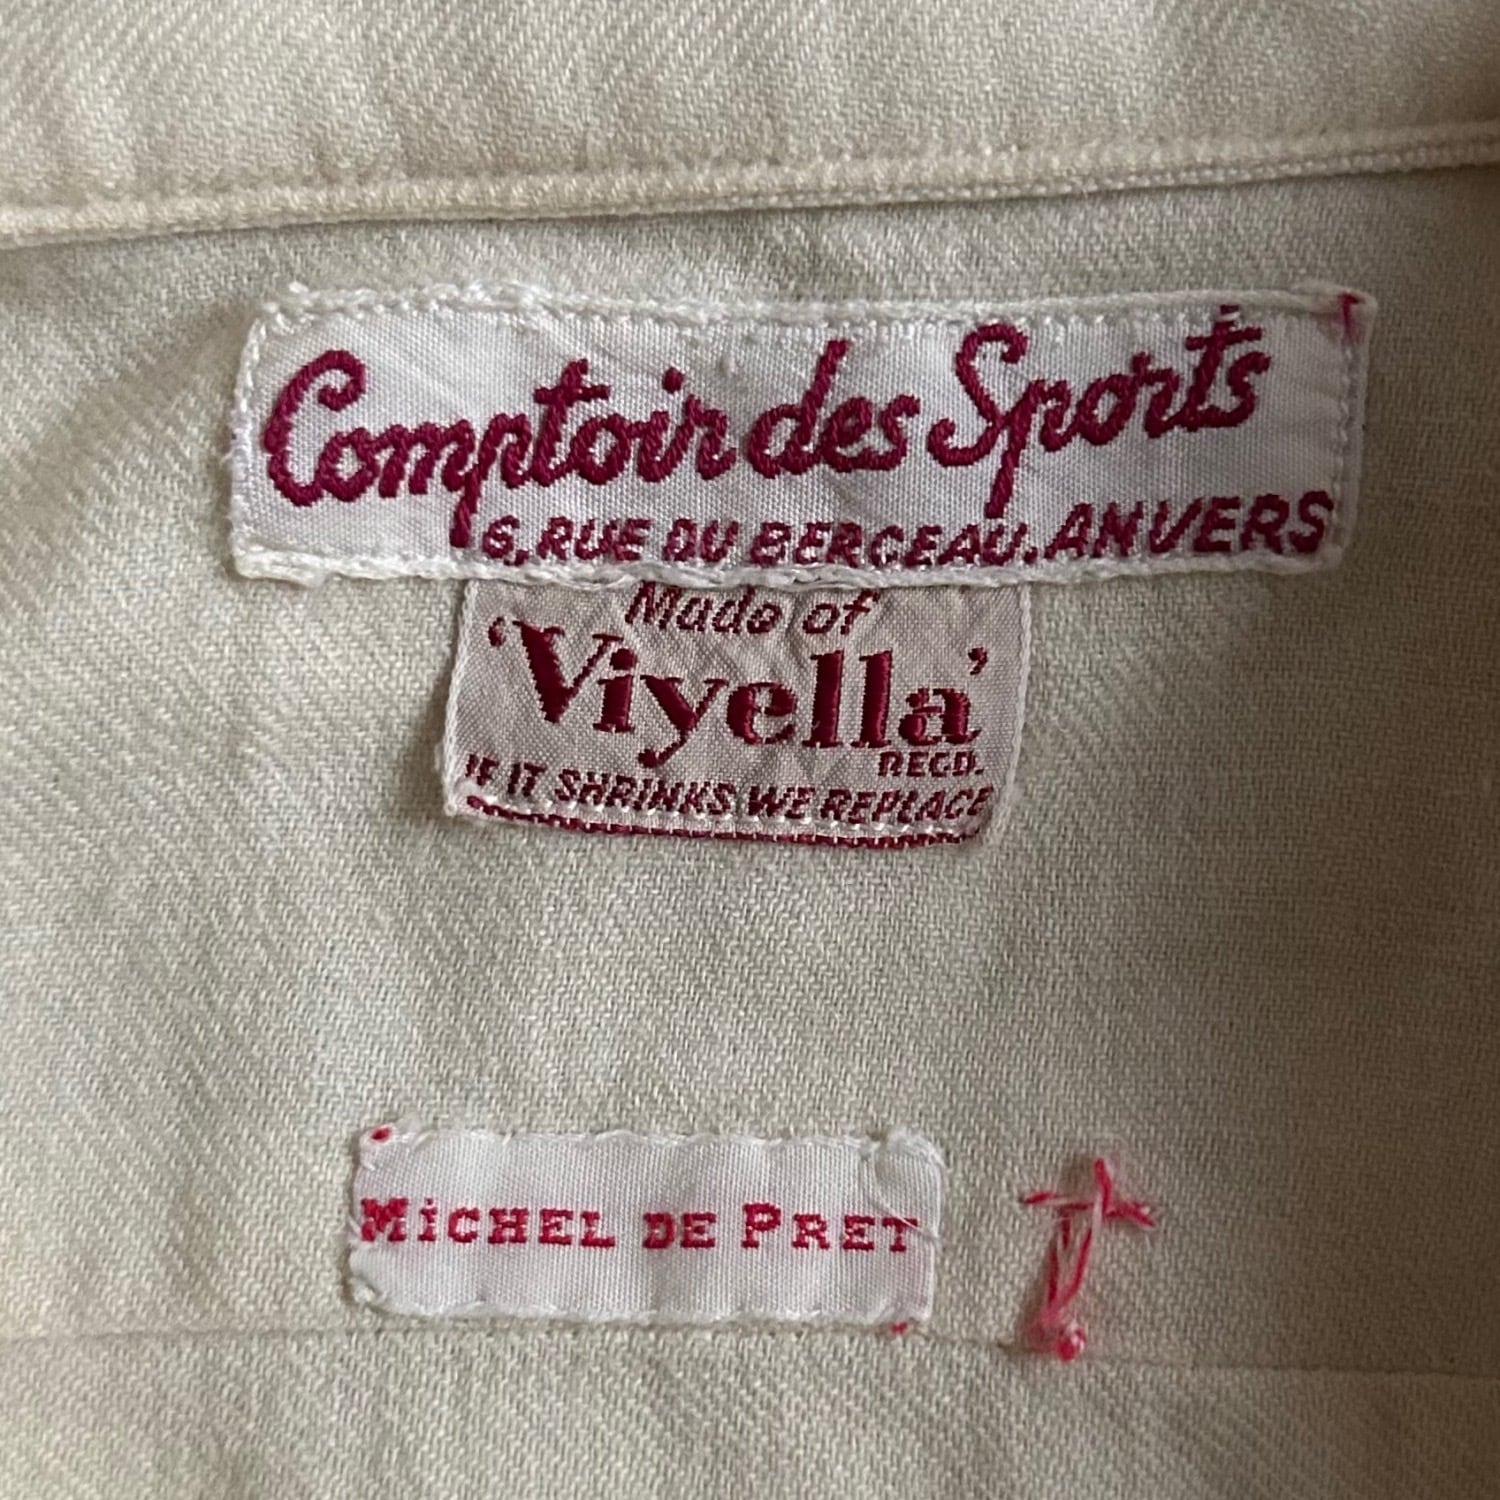 Comptoir des Sports
6, RUE DU BERCEAU. ANVERS
Made of
'Viyella'
REGD.
IF IT SHRINKS WE REPLACE
MiCHEL DE PRET